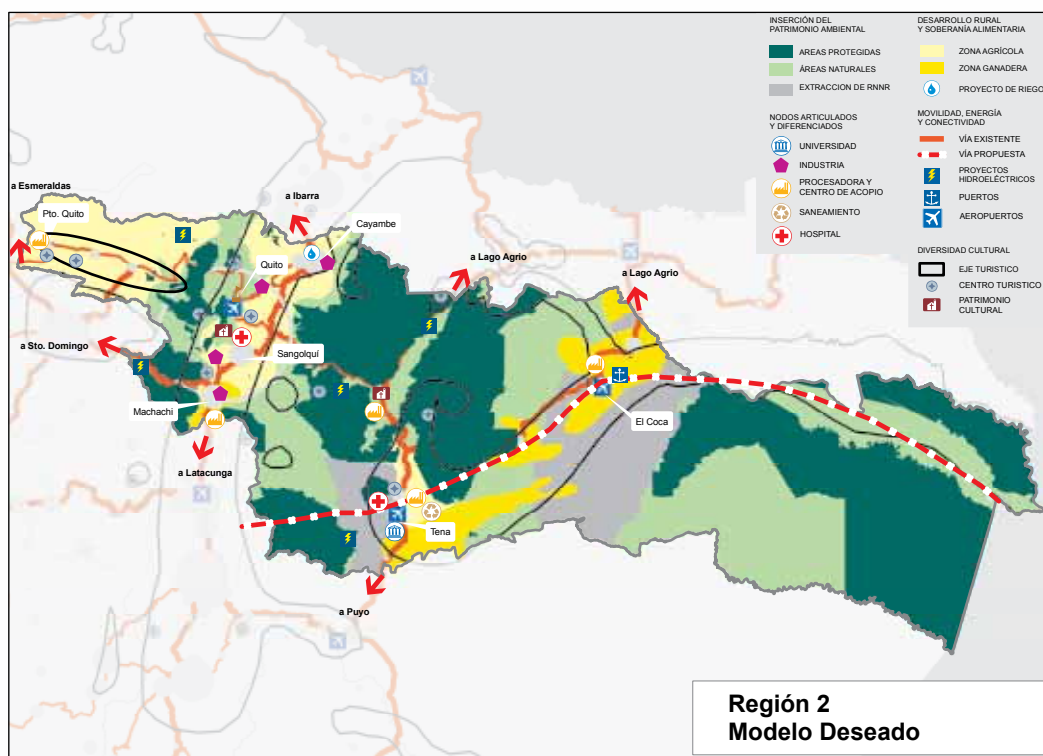 INSERCIÓN DEL
PATRIMONIO AMBIENTAL
AREAS PROTEGIDAS
ÁREAS NATURALES
EXTRACCION DE RNNR
NODOS ARTICULADOS
Y DIFERENCIADOS
UNIVERSIDAD
INDUSTRIA
PROCESADORA Y
CENTRO DE ACOPIO
SANEAMIENTO
HOSPITAL
DESARROLLO RURAL
Y SOBERANÍA ALIMENTARIA
ZONA AGRÍCOLA
ZONA GANADERA
PROYECTO DE RIEGO
MOVILIDAD, ENERGÍA
Y CONECTIVIDAD
VÍA EXISTENTE
VÍA PROPUESTA
PROYECTOS
HIDROELÉCTRICOS
PUERTOS
AEROPUERTOS
DIVERSIDAD CULTURAL
EJE TURISTICO
CENTRO TURISTICO
PATRIMONIO
CULTURAL
a Esmeraldas
a Ibarra
Pto. Quito
Cayambe
Quito
a Lago Agrio
a Lago Agrio
a Sto. Domingo
Sangolquí
Machachi
El Coca
a Latacunga
Tena
a Puyo
Región 2
Modelo Deseado